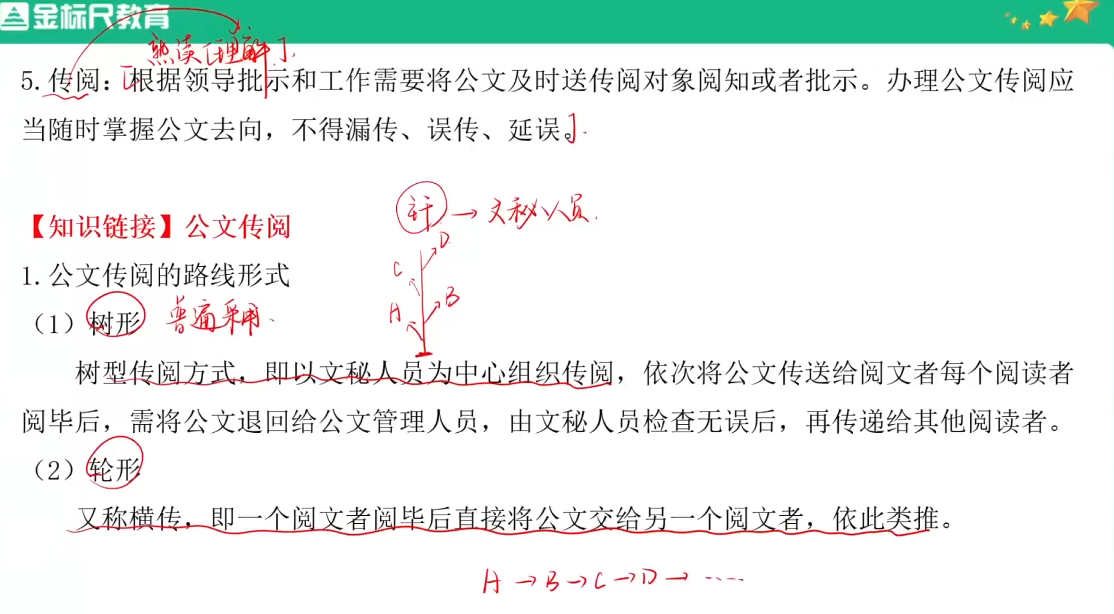 金标尺教育
熟读(理解).
5.传阅：[根据领导批示和工作需要将公文及时送传阅对象阅知或者批示。办理公文传阅应
当随时掌握公文去向，不得漏传、误传、延误。].
【知识链接】公文传阅
干→文秘人员.
1.公文传阅的路线形式
D
C
B
A
（1）树形 普遍采用.
树型传阅方式，即以文秘人员为中心组织传阅，依次将公文传送给阅文者每个阅读者
阅毕后，需将公文退回给公文管理人员，由文秘人员检查无误后，再传递给其他阅读者。
（2）轮形
又称横传，即一个阅文者阅毕后直接将公文交给另一个阅文者，依此类推。
A→B→C→D→……